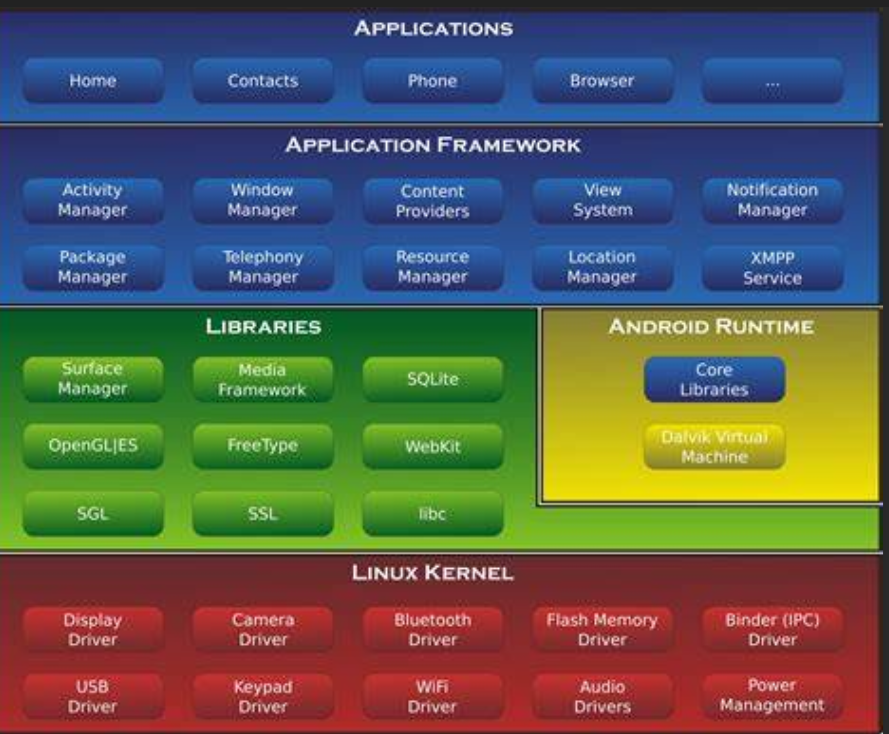 APPLICATIONS
Home
Contacts
Phone
Browser
...
APPLICATION FRAMEWORK
Activity
Manager
Window
Manager
Content
Providers
View
System
Notification
Manager
Package
Manager
Telephony
Manager
Resource
Manager
Location
Manager
XMPP
Service
LIBRARIES
Surface
Manager
Media
Framework
SQLite
OpenGL|ES
FreeType
WebKit
SGL
SSL
libc
ANDROID RUNTIME
Core
Libraries
Dalvik Virtual
Machine
LINUX KERNEL
Display
Driver
Camera
Driver
Bluetooth
Driver
Flash Memory
Driver
Binder (IPC)
Driver
USB
Driver
Keypad
Driver
WiFi
Driver
Audio
Drivers
Power
Management